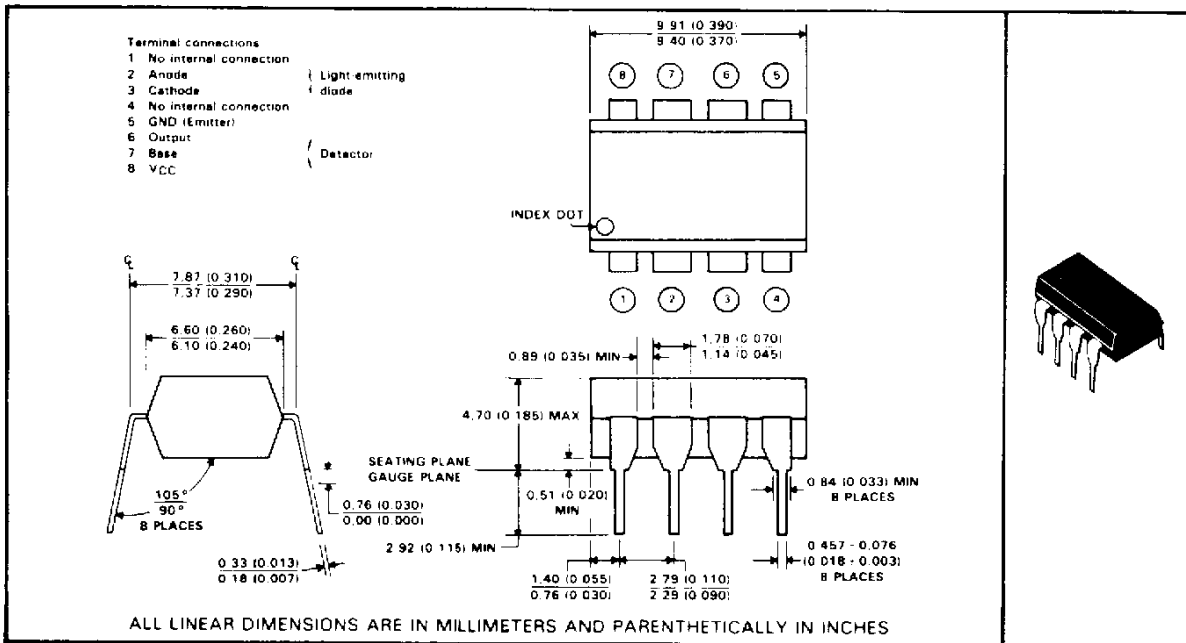 Terminal connections
1 No internal connection
2 Anode
3 Cathode
Light-emitting
diode
4 No internal connection
5 GND (Emitter)
6 Output
7 Base
8 VCC
Detector
9.91 (0.390)
9.40 (0.370)
8 7 6 5
INDEX DOT
1 2 3 4
℄ ℄
7.87 (0.310)
7.37 (0.290)
6.60 (0.260)
6.10 (0.240)
105°
90°
8 PLACES
0.76 (0.030)
0.00 (0.000)
0.33 (0.013)
0.18 (0.007)
0.89 (0.035) MIN
1.78 (0.070)
1.14 (0.045)
4.70 (0.185) MAX
SEATING PLANE
GAUGE PLANE
0.51 (0.020)
MIN
2.92 (0.115) MIN
0.84 (0.033) MIN
8 PLACES
0.457 - 0.076
(0.018 - 0.003)
8 PLACES
1.40 (0.055)
0.76 (0.030)
2.79 (0.110)
2.29 (0.090)
ALL LINEAR DIMENSIONS ARE IN MILLIMETERS AND PARENTHETICALLY IN INCHES